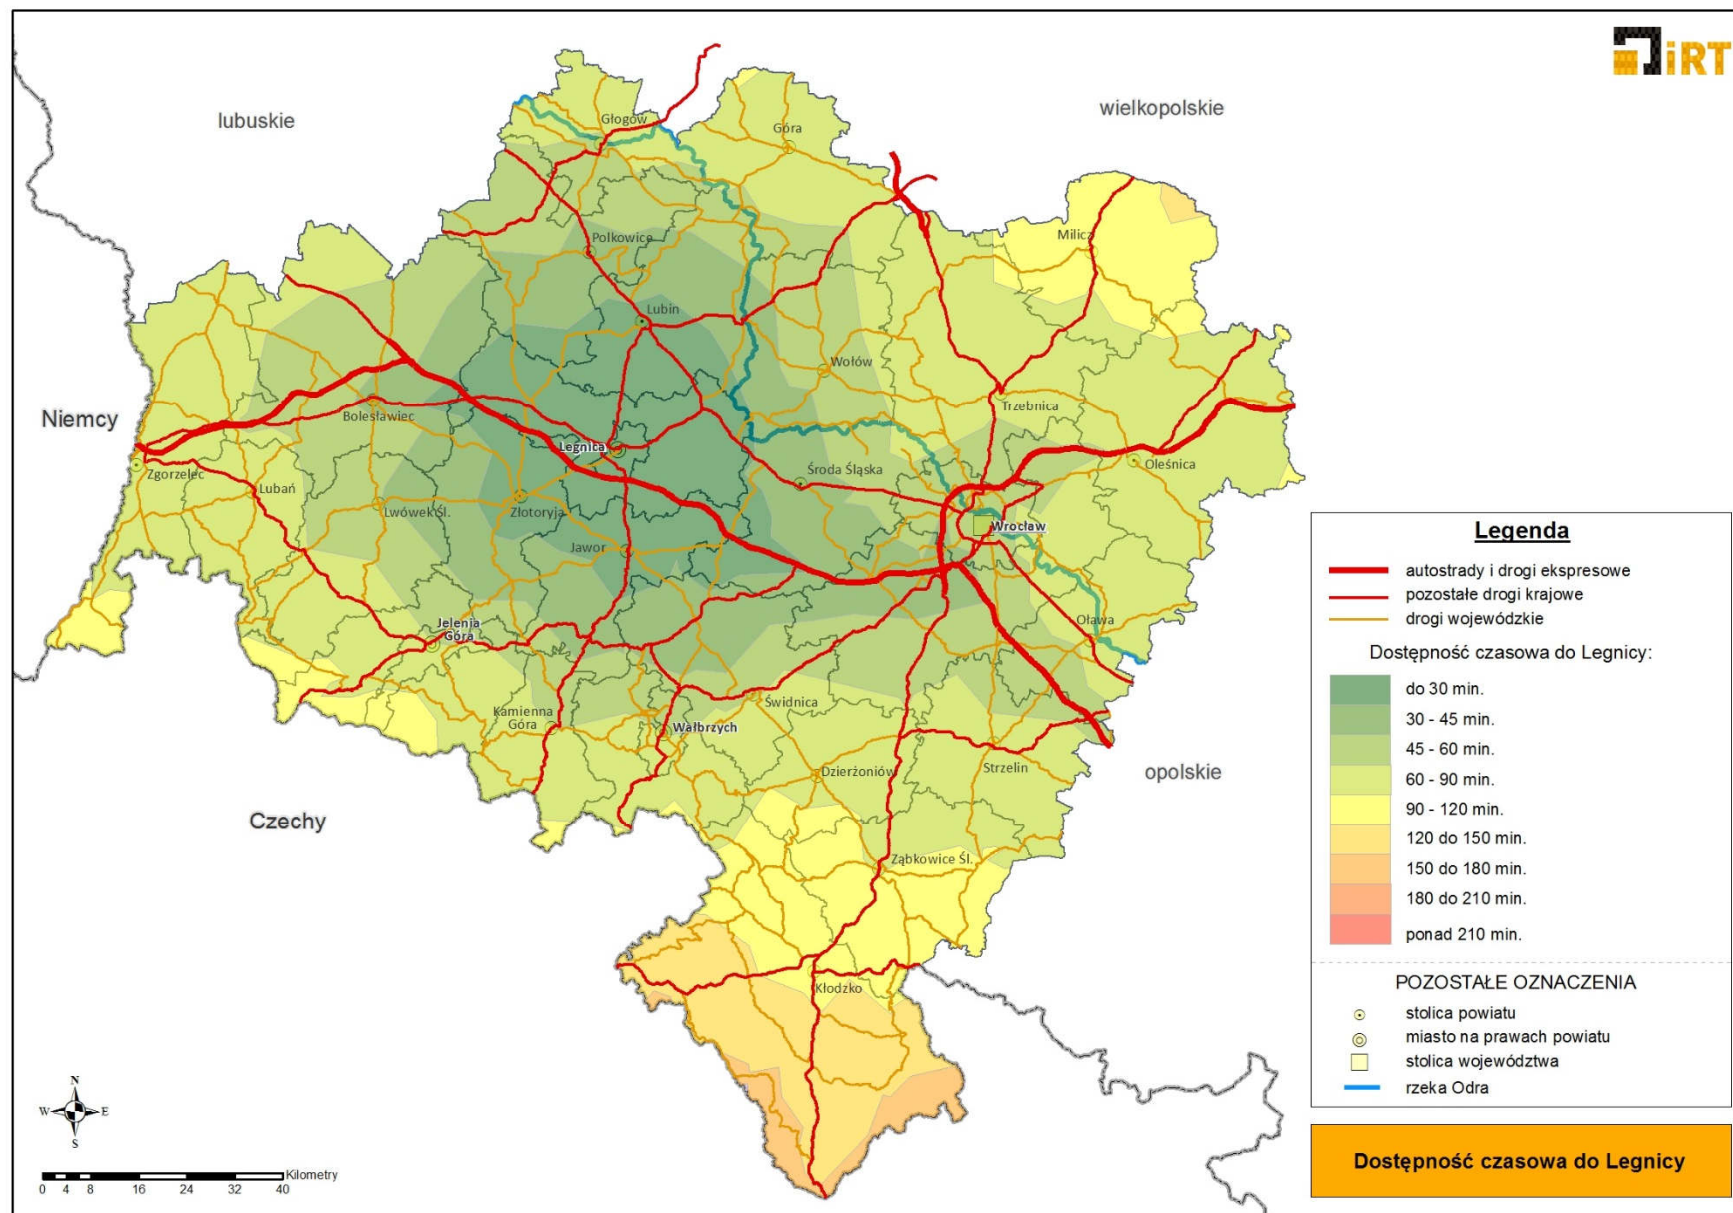 iRT
lubuskie
wielkopolskie
Głogów
Góra
Milicz
Polkowice
Lubin
Wołów
Niemcy
Bolesławiec
Trzebnica
Legnica
Zgorzelec
Środa Śląska
Oleśnica
Lubań
Lwówek Śl.
Złotoryja
Wrocław
Jawor
Jelenia
Góra
Oława
Kamienna
Góra
Świdnica
Wałbrzych
Dzierżoniów
Strzelin
opolskie
Czechy
Ząbkowice Śl.
Kłodzko
Legenda
autostrady i drogi ekspresowe
pozostałe drogi krajowe
drogi wojewódzkie
Dostępność czasowa do Legnicy:
do 30 min.
30 - 45 min.
45 - 60 min.
60 - 90 min.
90 - 120 min.
120 do 150 min.
150 do 180 min.
180 do 210 min.
ponad 210 min.
POZOSTAŁE OZNACZENIA
stolica powiatu
miasto na prawach powiatu
stolica województwa
rzeka Odra
N
W E
S
Kilometry
0 4 8 16 24 32 40
Dostępność czasowa do Legnicy